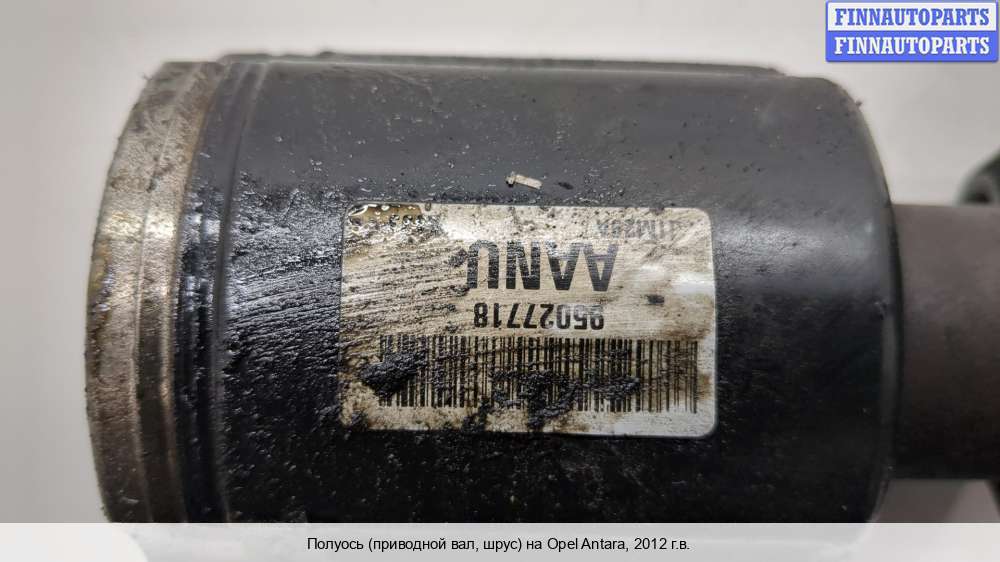 FINNAUTOPARTS
FINNAUTOPARTS
95027718
AANU
Полуось (приводной вал, шрус) на Opel Antara, 2012 г.в.